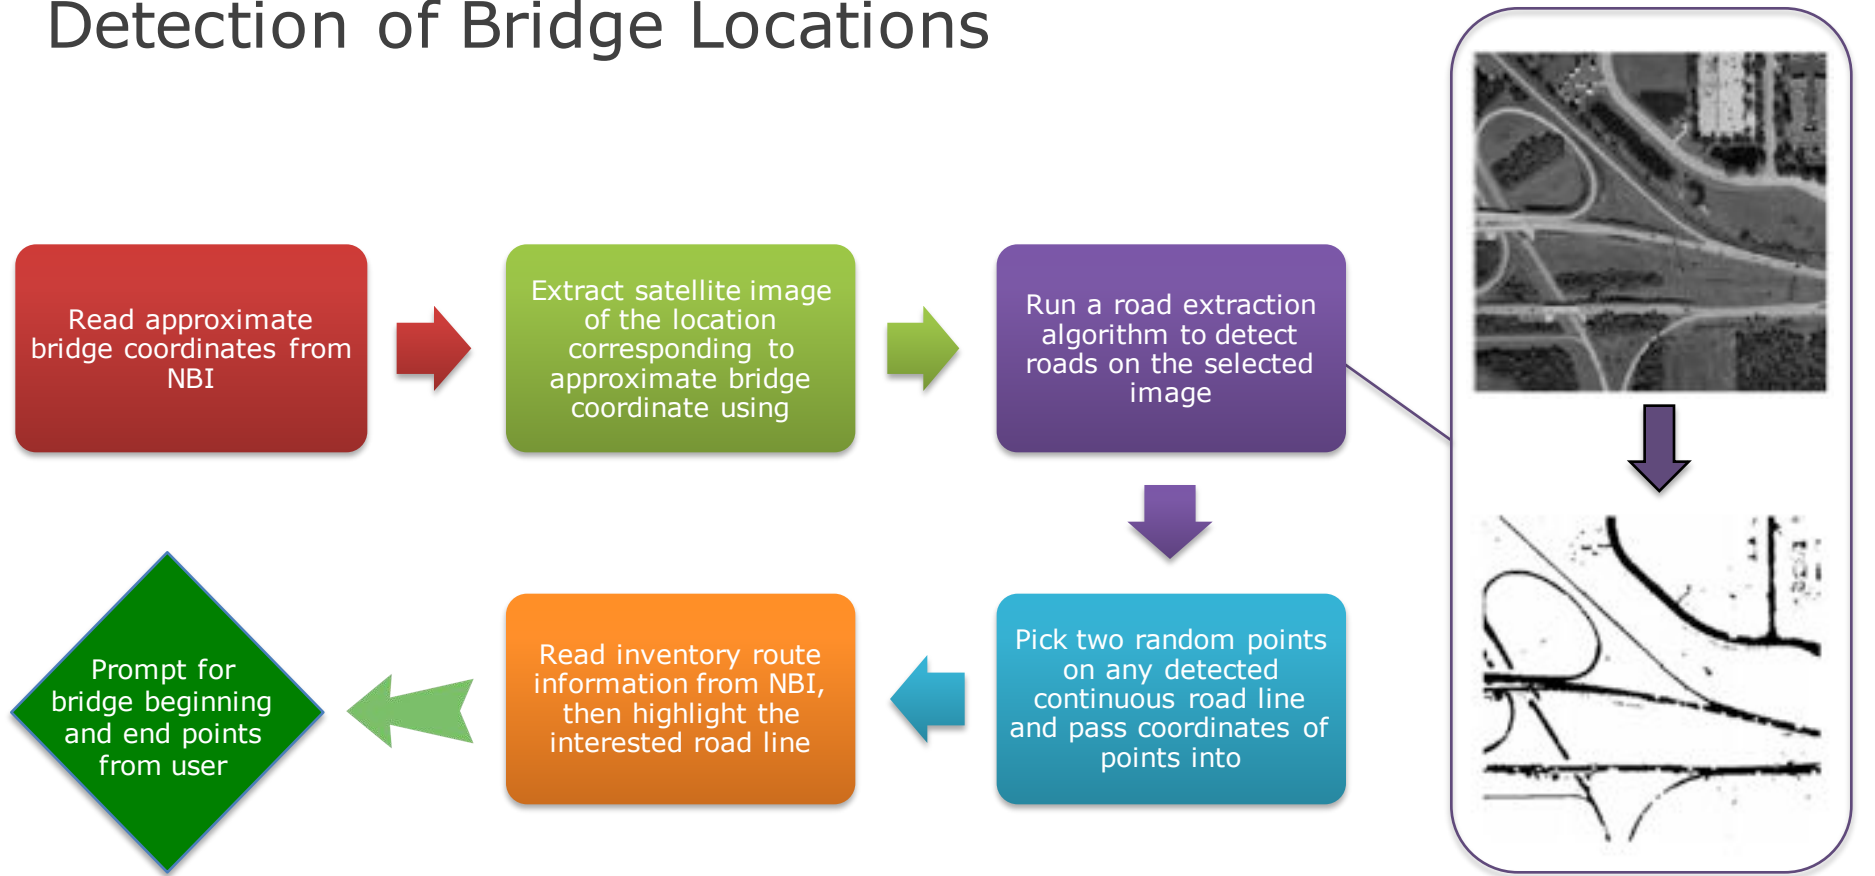 Detection of Bridge Locations
Read approximate
bridge coordinates from
NBI
Extract satellite image
of the location
corresponding to
approximate bridge
coordinate using
Run a road extraction
algorithm to detect
roads on the selected
image
Pick two random points
on any detected
continuous road line
and pass coordinates of
points into
Read inventory route
information from NBI,
then highlight the
interested road line
Prompt for
bridge beginning
and end points
from user